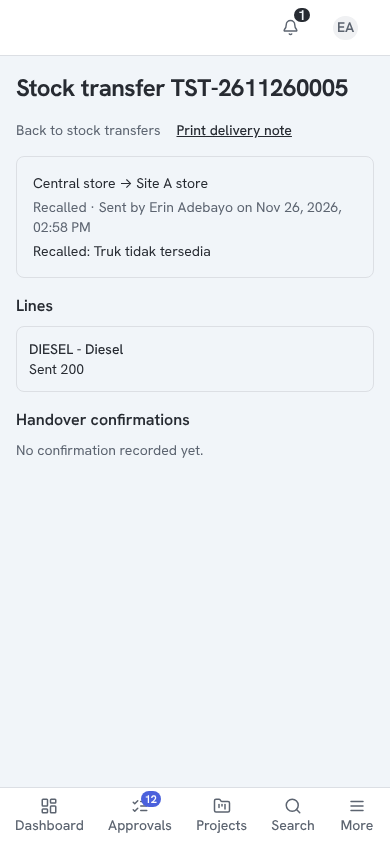 1
EA
Stock transfer TST-2611260005
Back to stock transfers Print delivery note
Central store → Site A store
Recalled · Sent by Erin Adebayo on Nov 26, 2026,
02:58 PM
Recalled: Truk tidak tersedia
Lines
DIESEL - Diesel
Sent 200
Handover confirmations
No confirmation recorded yet.
12
Dashboard Approvals Projects Search More